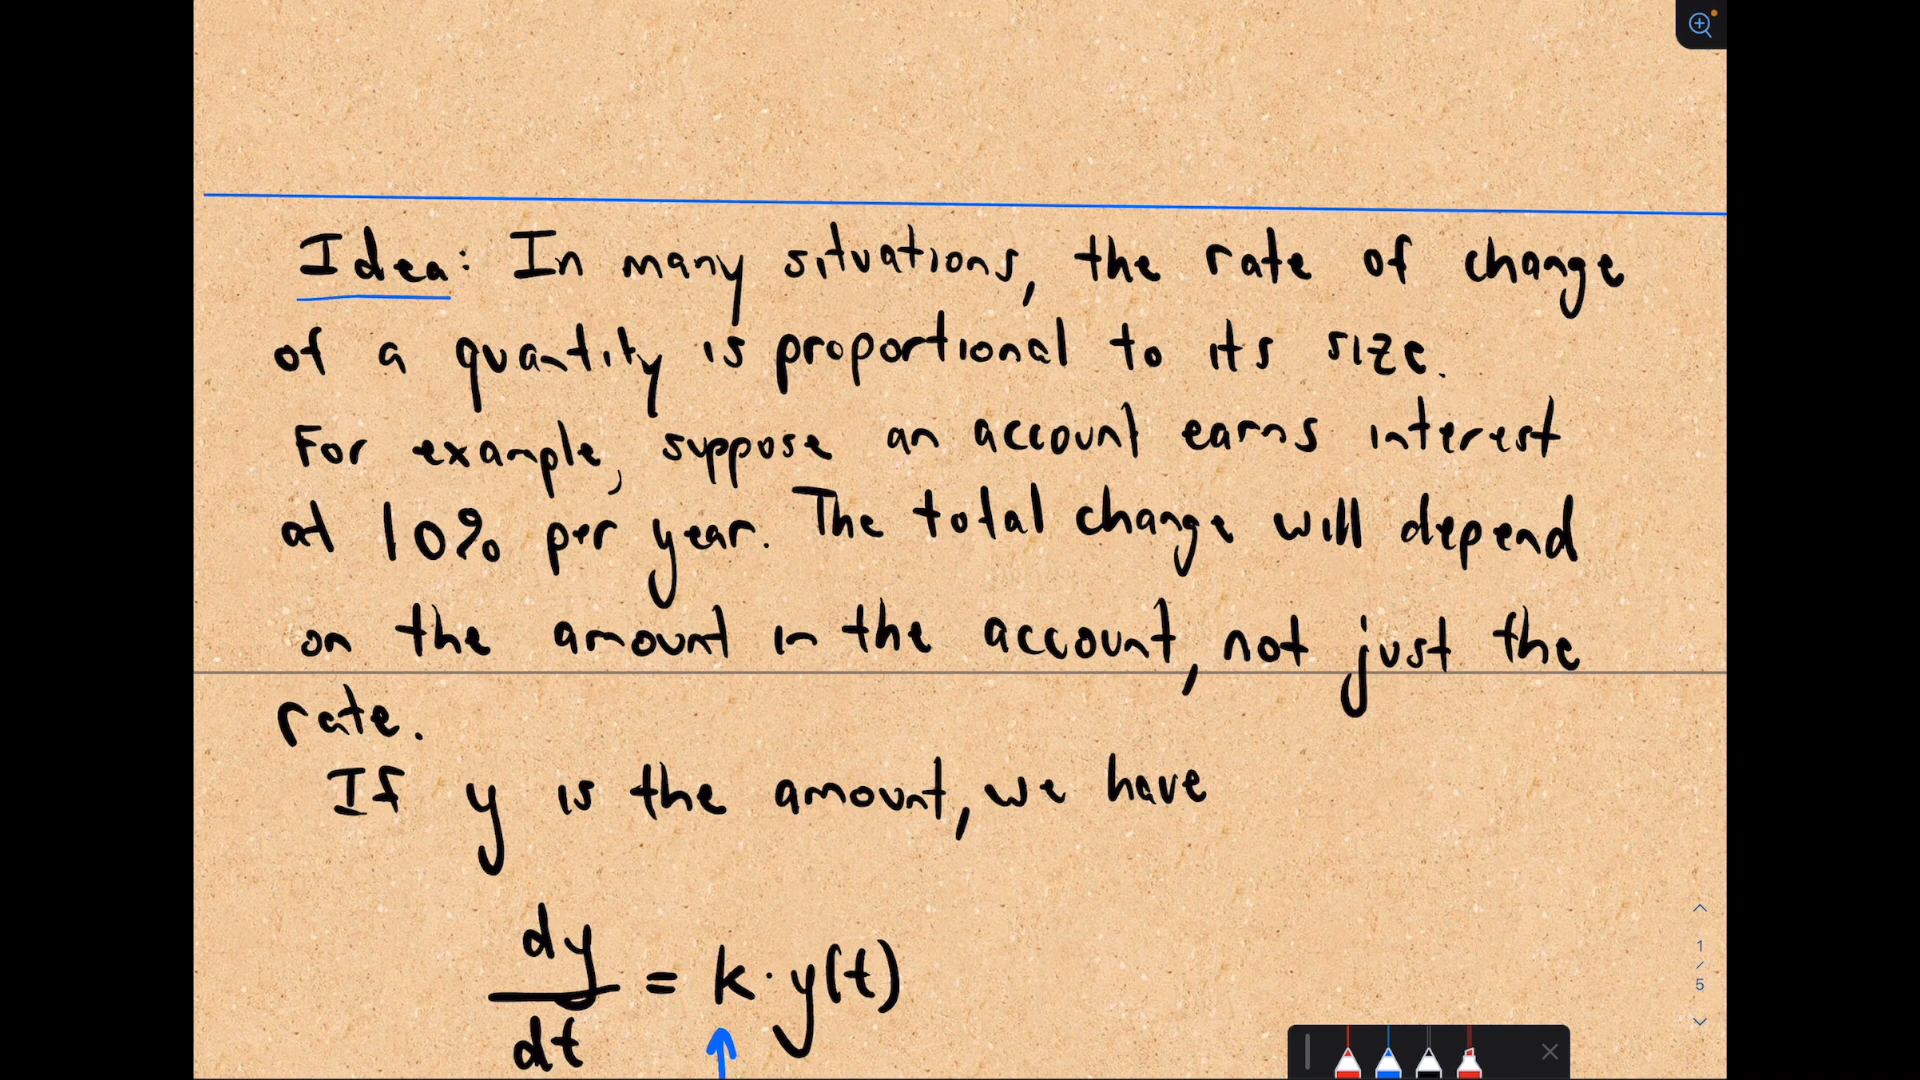 Idea: In many situations, the rate of change
of a quantity is proportional to its size.
For example, suppose an account earns interest
at 10% per year. The total change will depend
on the amount in the account, not just the
rate.
If y is the amount, we have
dy/dt = k·y(t)
1
/
5